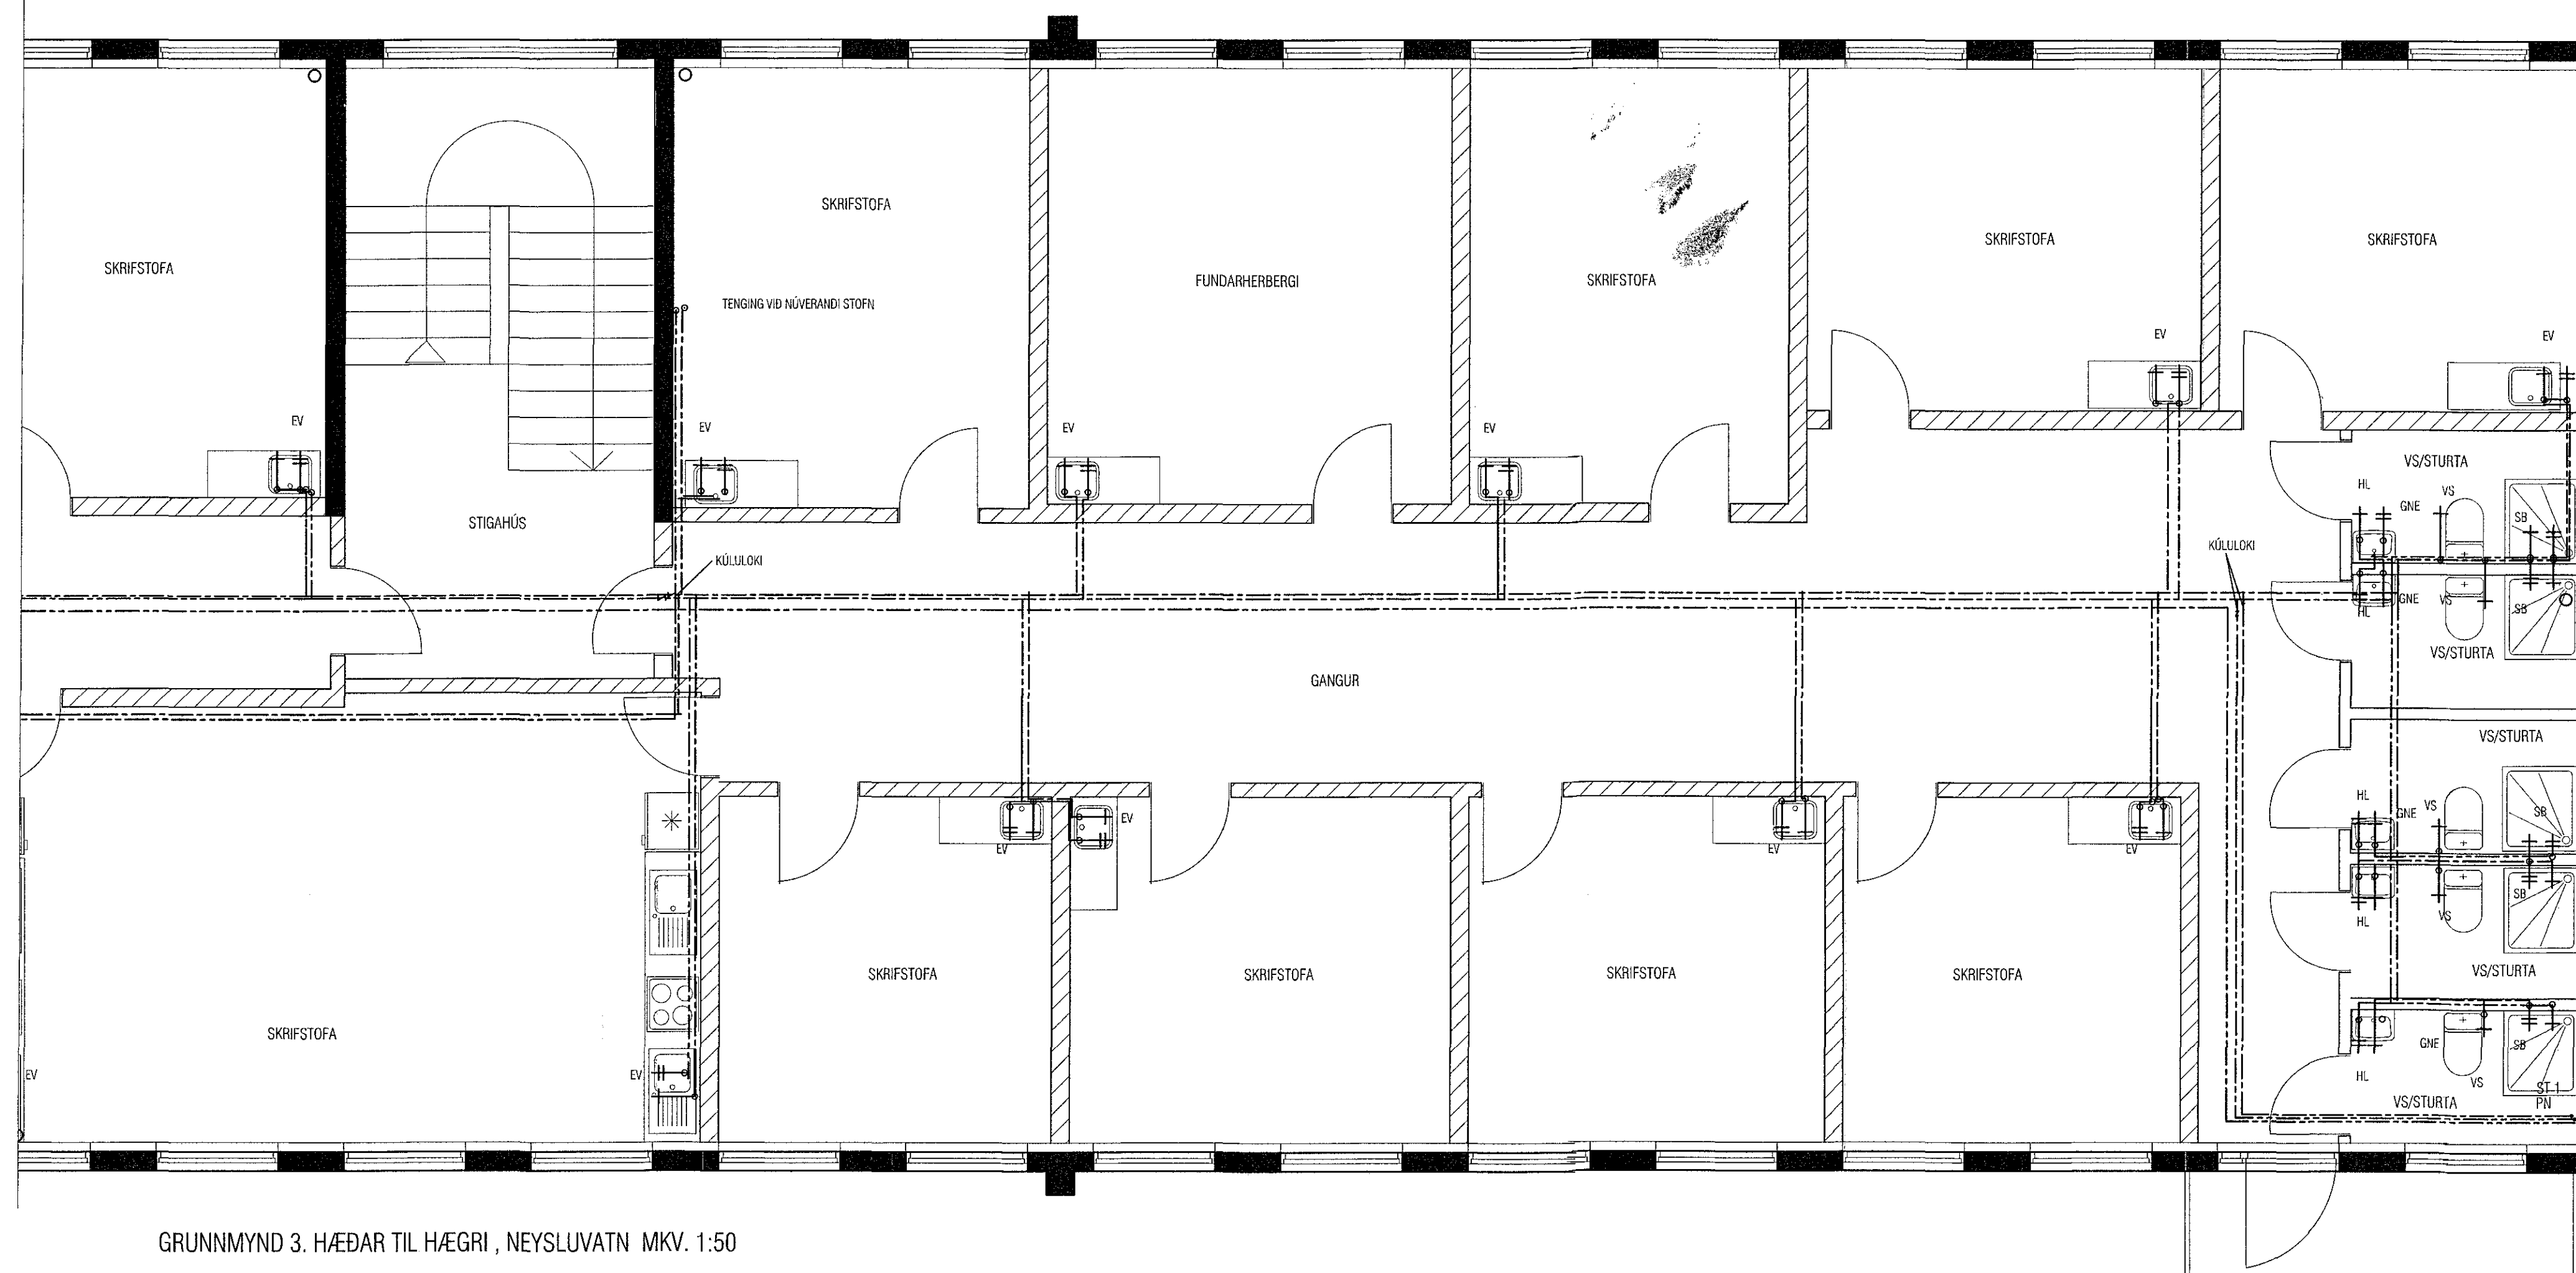 SKRIFSTOFA
SKRIFSTOFA
SKRIFSTOFA
SKRIFSTOFA
FUNDARHERBERGI
SKRIFSTOFA
TENGING VIÐ NÚVERANDI STOFN
EV
EV
EV
EV
EV
EV
STIGAHÚS
KÚLULOKI
KÚLULOKI
VS/STURTA
HL
VS
GNE
SB
GNE
VS
SB
HL
VS/STURTA
GANGUR
VS/STURTA
HL
VS
GNE
SB
EV
EV
EV
EV
SB
HL
VS
VS/STURTA
SKRIFSTOFA
SKRIFSTOFA
SKRIFSTOFA
SKRIFSTOFA
SKRIFSTOFA
EV
EV
GNE
SB
HL
VS
ST 1
PN
VS/STURTA
GRUNNMYND 3. HÆÐAR TIL HÆGRI , NEYSLUVATN MKV. 1:50